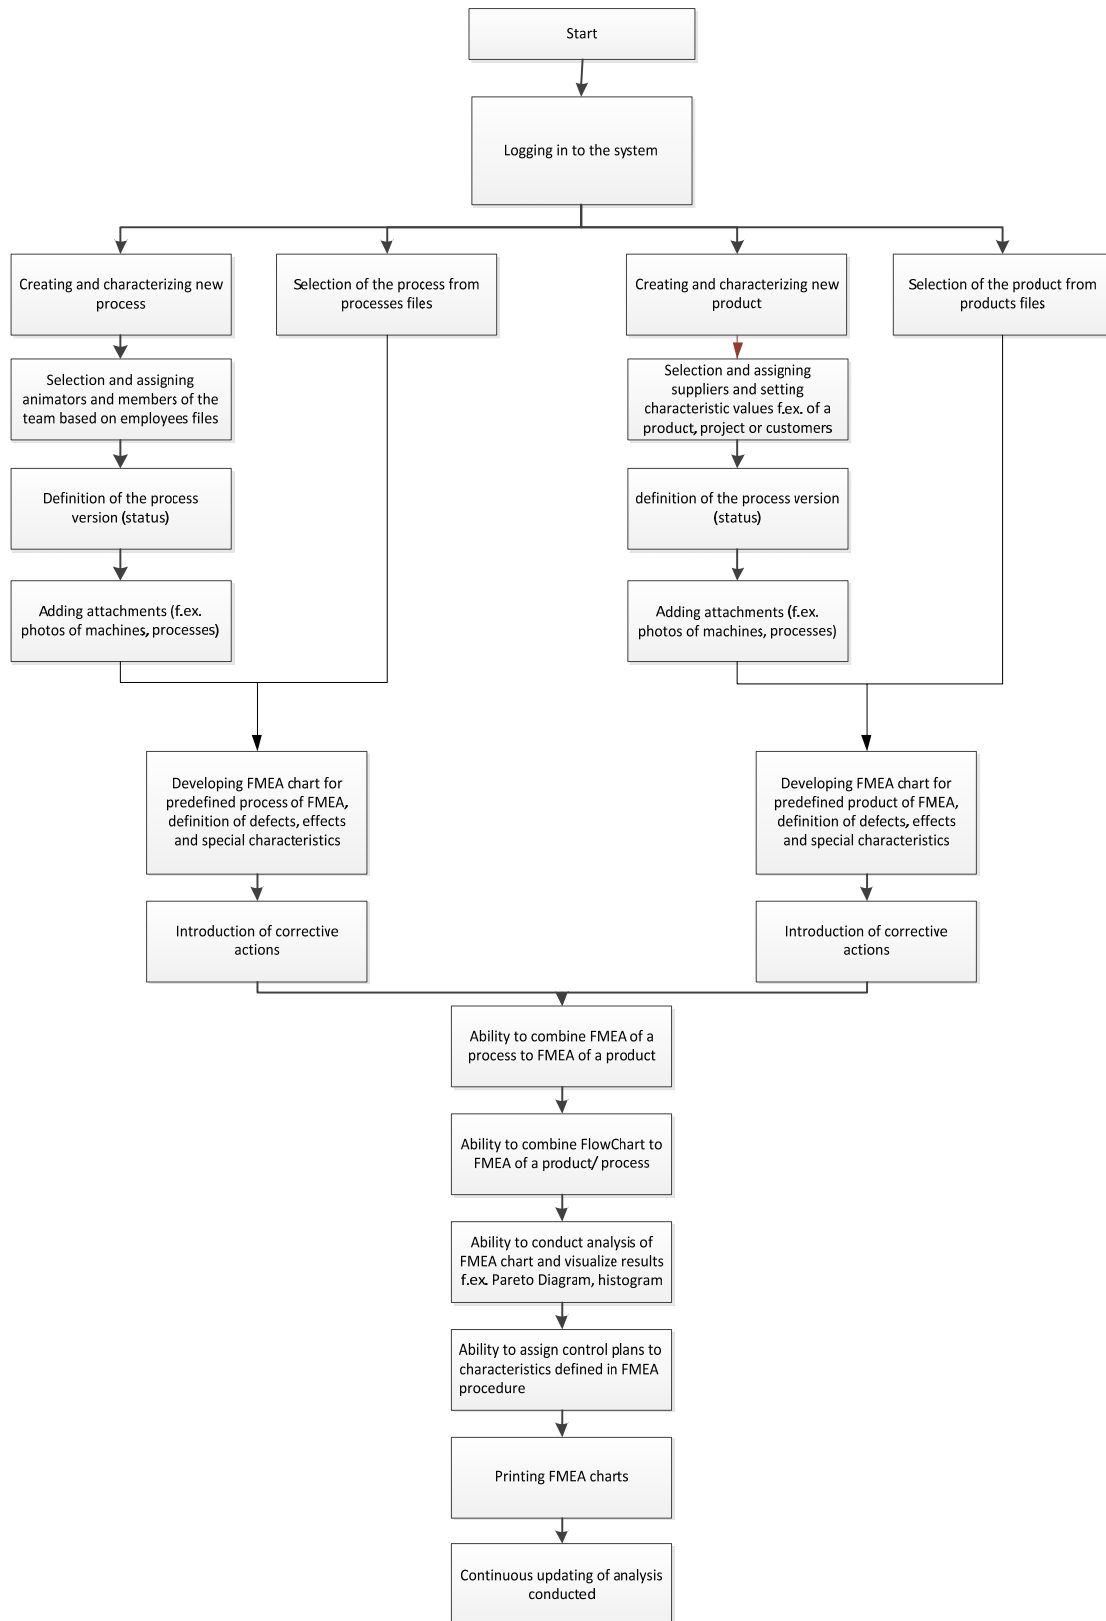 Start
Logging in to the system
Creating and characterizing new
process
Selection of the process from
processes files
Creating and characterizing new
product
Selection of the product from
products files
Selection and assigning
animators and members of the
team based on employees files
Selection and assigning
suppliers and setting
characteristic values f.ex. of a
product, project or customers
Definition of the process
version (status)
definition of the process version
(status)
Adding attachments (f.ex.
photos of machines, processes)
Adding attachments (f.ex.
photos of machines, processes)
Developing FMEA chart for
predefined process of FMEA,
definition of defects, effects
and special characteristics
Developing FMEA chart for
predefined product of FMEA,
definition of defects, effects
and special characteristics
Introduction of corrective
actions
Introduction of corrective
actions
Ability to combine FMEA of a
process to FMEA of a product
Ability to combine FlowChart to
FMEA of a product/ process
Ability to conduct analysis of
FMEA chart and visualize results
f.ex. Pareto Diagram, histogram
Ability to assign control plans to
characteristics defined in FMEA
procedure
Printing FMEA charts
Continuous updating of analysis
conducted